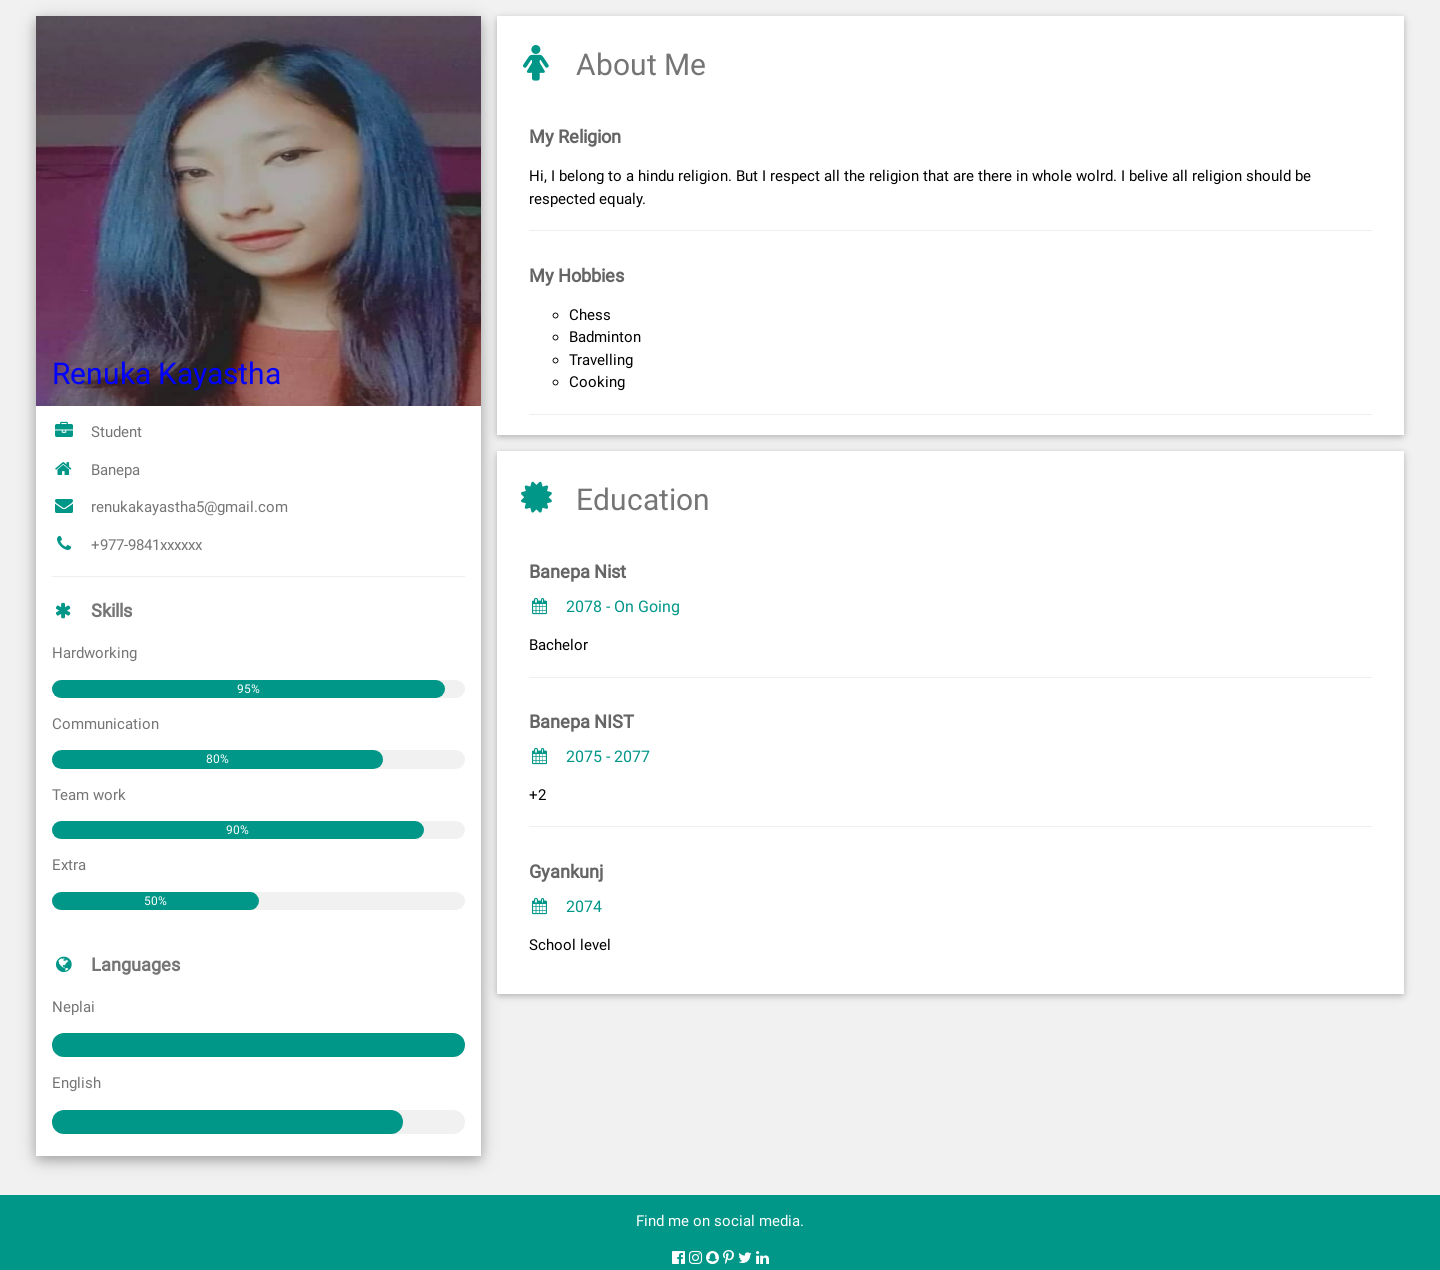 Renuka Kayastha
Student
Banepa
renukakayastha5@gmail.com
+977-9841xxxxxx
Skills
Hardworking
95%
Communication
80%
Team work
90%
Extra
50%
Languages
Neplai
English
About Me
My Religion
Hi, I belong to a hindu religion. But I respect all the religion that are there in whole wolrd. I belive all religion should be
respected equaly.
My Hobbies
Chess
Badminton
Travelling
Cooking
Education
Banepa Nist
2078 - On Going
Bachelor
Banepa NIST
2075 - 2077
+2
Gyankunj
2074
School level
Find me on social media.